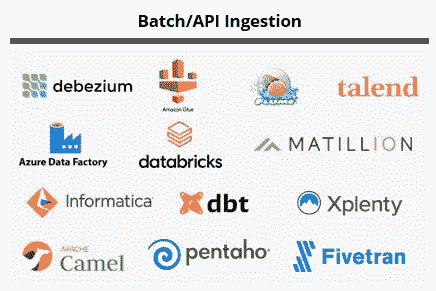 Batch/API Ingestion
debezium
Amazon Glue
talend
Azure Data Factory
databricks
MATILLION
Informatica
dbt
Xplenty
APACHE
Camel
pentaho
Fivetran